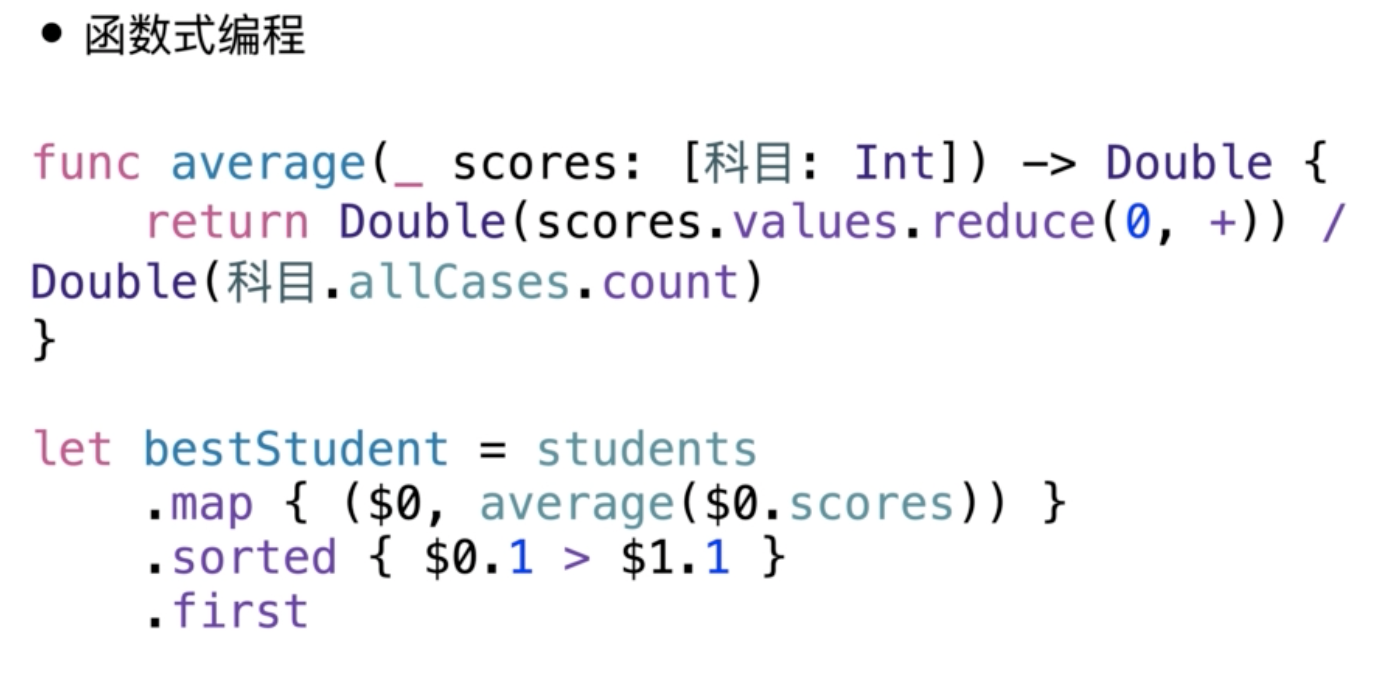 • 函数式编程
func average(_ scores: [科目: Int]) -> Double {
    return Double(scores.values.reduce(0, +)) /
Double(科目.allCases.count)
}
let bestStudent = students
    .map { ($0, average($0.scores)) }
    .sorted { $0.1 > $1.1 }
    .first